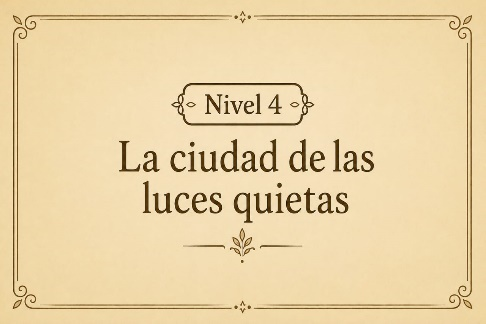 Nivel 4
La ciudad de las
luces quietas